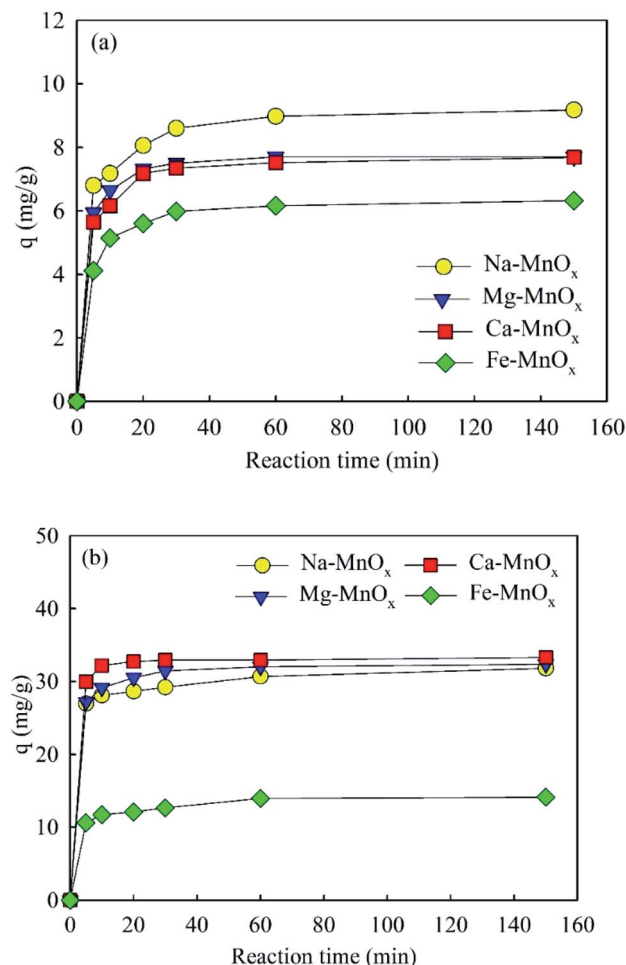 (a)
12
10
8
6
4
2
0
q (mg/g)
Na-MnOx
Mg-MnOx
Ca-MnOx
Fe-MnOx
0 20 40 60 80 100 120 140 160
Reaction time (min)
(b)
50
40
30
20
10
0
q (mg/g)
Na-MnOx Ca-MnOx
Mg-MnOx Fe-MnOx
0 20 40 60 80 100 120 140 160
Reaction time (min)